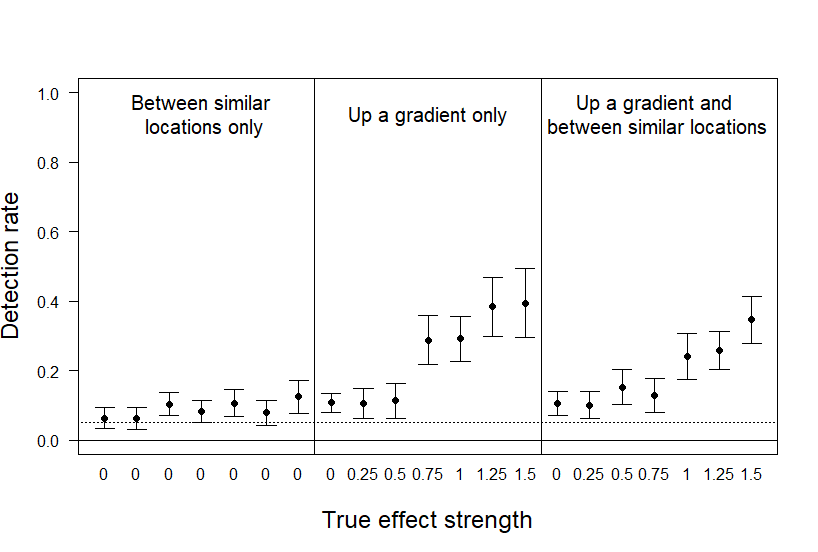 Between similar
locations only
Up a gradient only
Up a gradient and
between similar locations
1.0
0.8
0.6
0.4
0.2
0.0
Detection rate
0 0 0 0 0 0 0 0 0.25 0.5 0.75 1 1.25 1.5 0 0.25 0.5 0.75 1 1.25 1.5
True effect strength